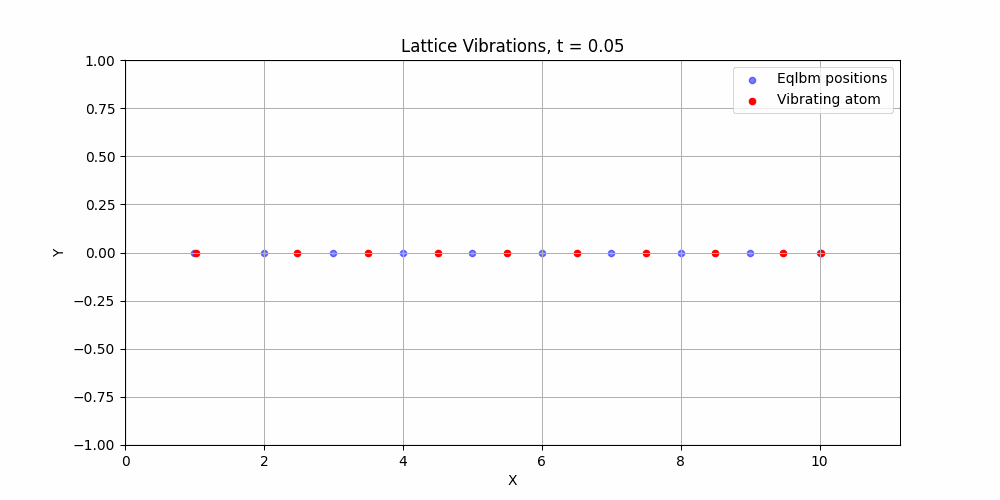 Lattice Vibrations, t = 0.05
Eqlbm positions
Vibrating atom
1.00
0.75
0.50
0.25
0.00
−0.25
−0.50
−0.75
−1.00
Y
0 2 4 6 8 10
X